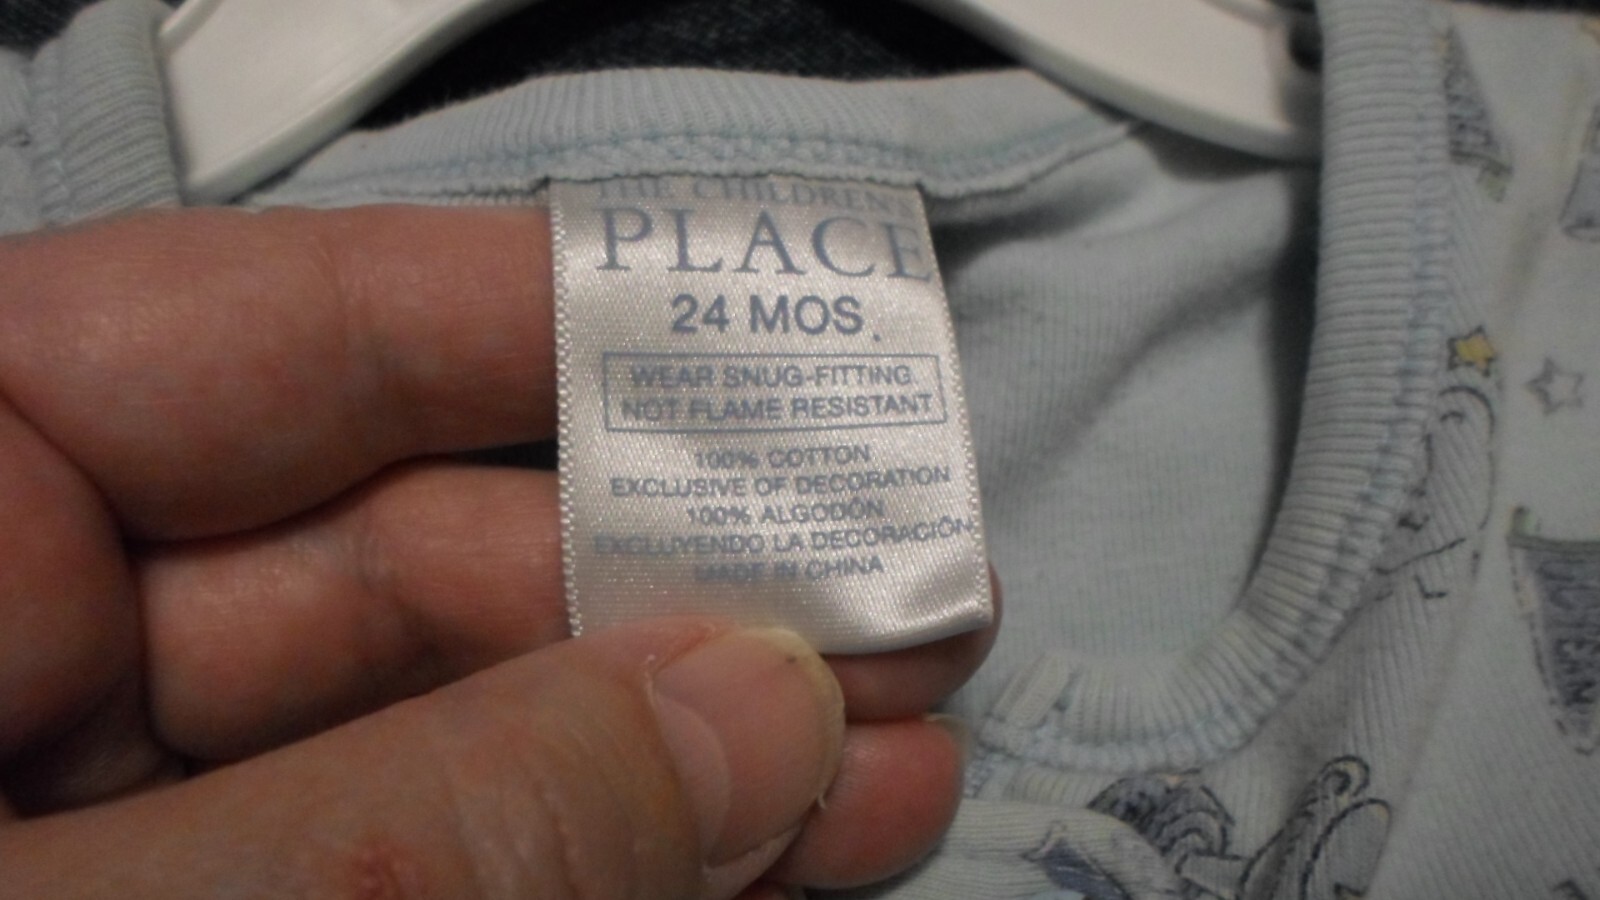 THE CHILDREN'S
PLACE
24 MOS.
WEAR SNUG-FITTING
NOT FLAME RESISTANT
100% COTTON
EXCLUSIVE OF DECORATION
100% ALGODÓN
EXCLUYENDO LA DECORACIÓN
MADE IN CHINA